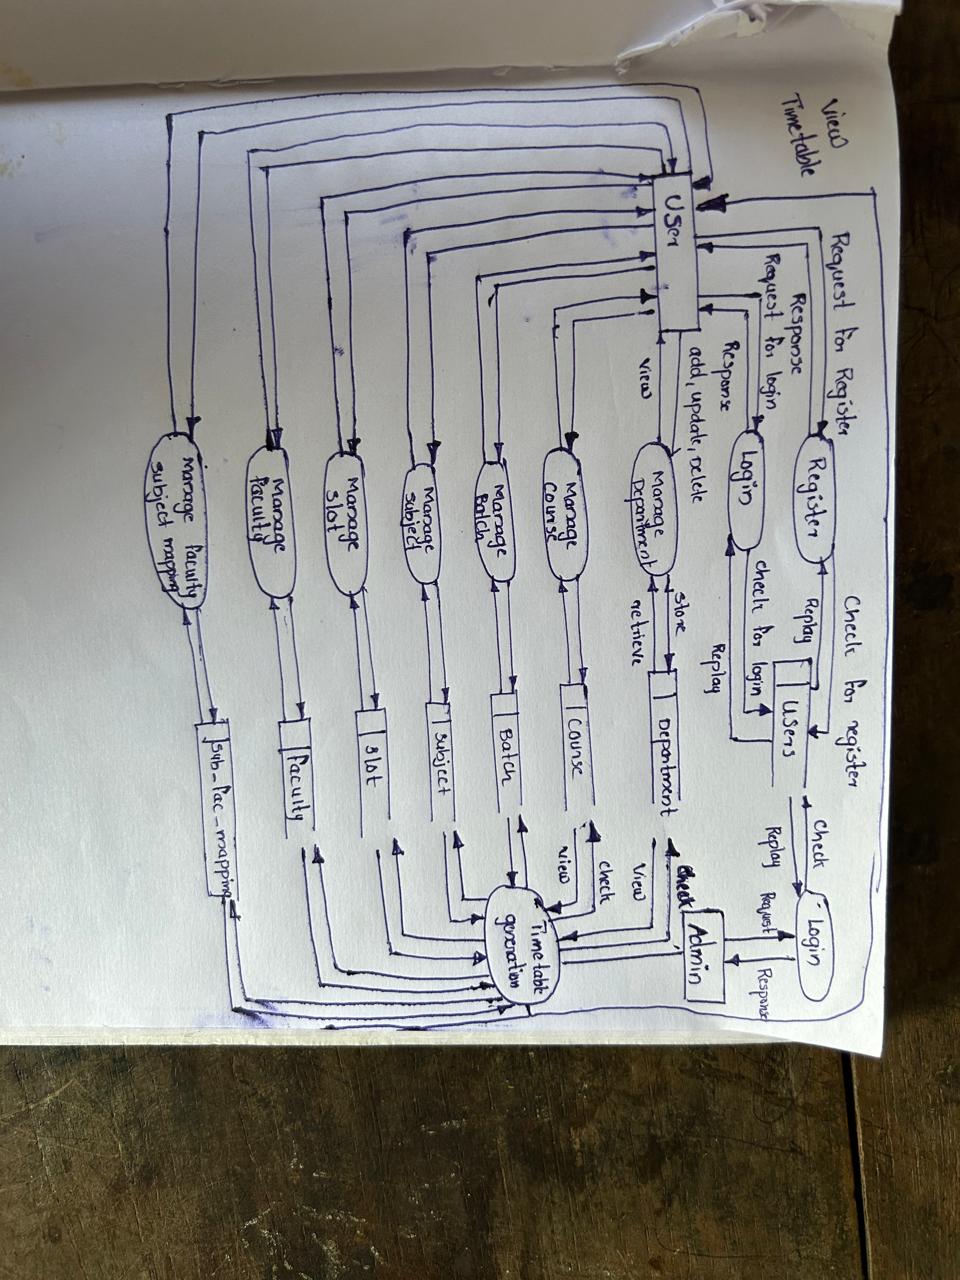 View
Timetable
Request for Register
Response
Request for login
Response
add, update, Delete
View
User
Register
Login
Manage
Department
Manage
Course
Manage
Batch
Manage
subject
Manage
slot
Manage
Faculty
Manage Faculty
subject mapping
Check for register
Replay
check for login
Replay
store
retrieve
Users
Department
Course
Batch
subject
slot
Faculty
sub_fac_mapping
check
Replay
Request
Response
Login
Admin
check
View
check
View
Timetable
generation